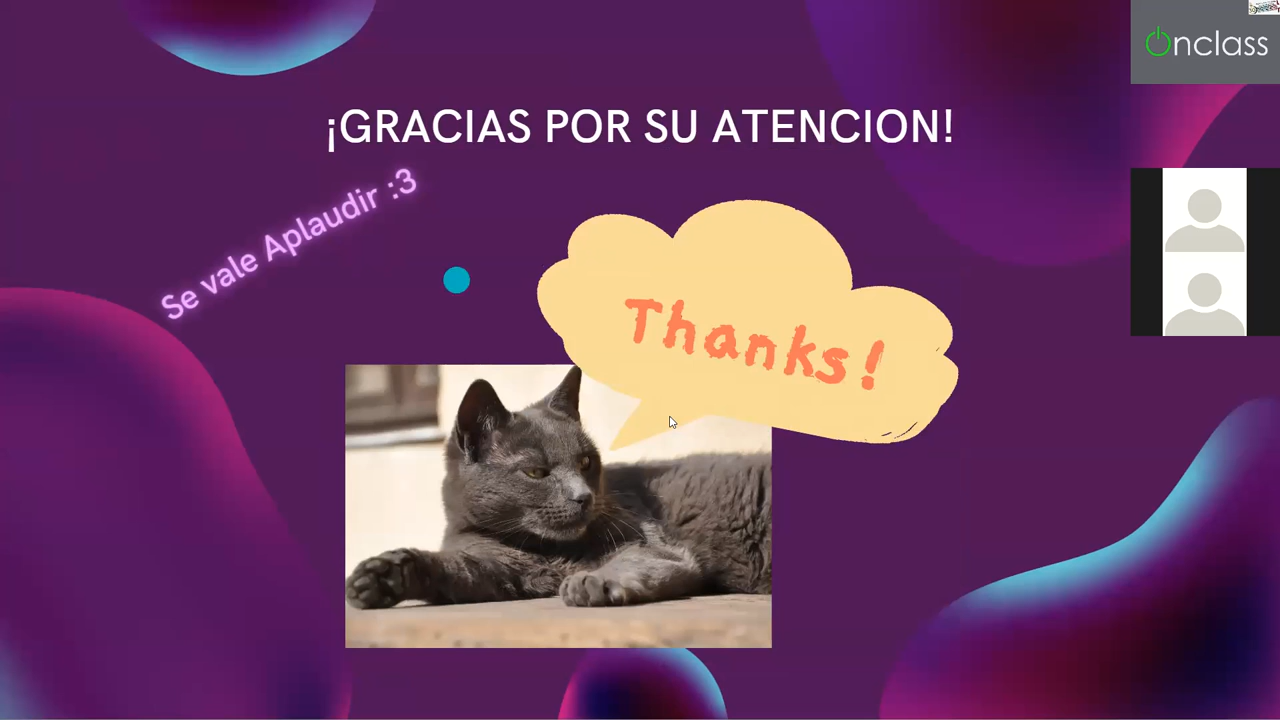 Onclass
¡GRACIAS POR SU ATENCION!
Se vale Aplaudir :3
Thanks!